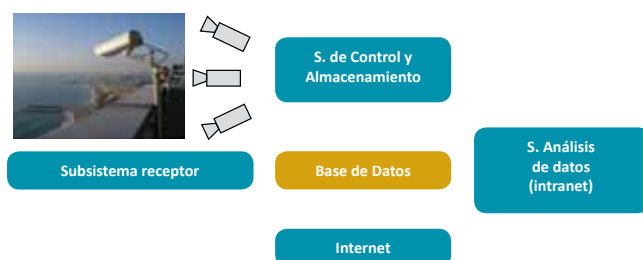 S. de Control y
Almacenamiento
Subsistema receptor
Base de Datos
S. Análisis
de datos
(intranet)
Internet